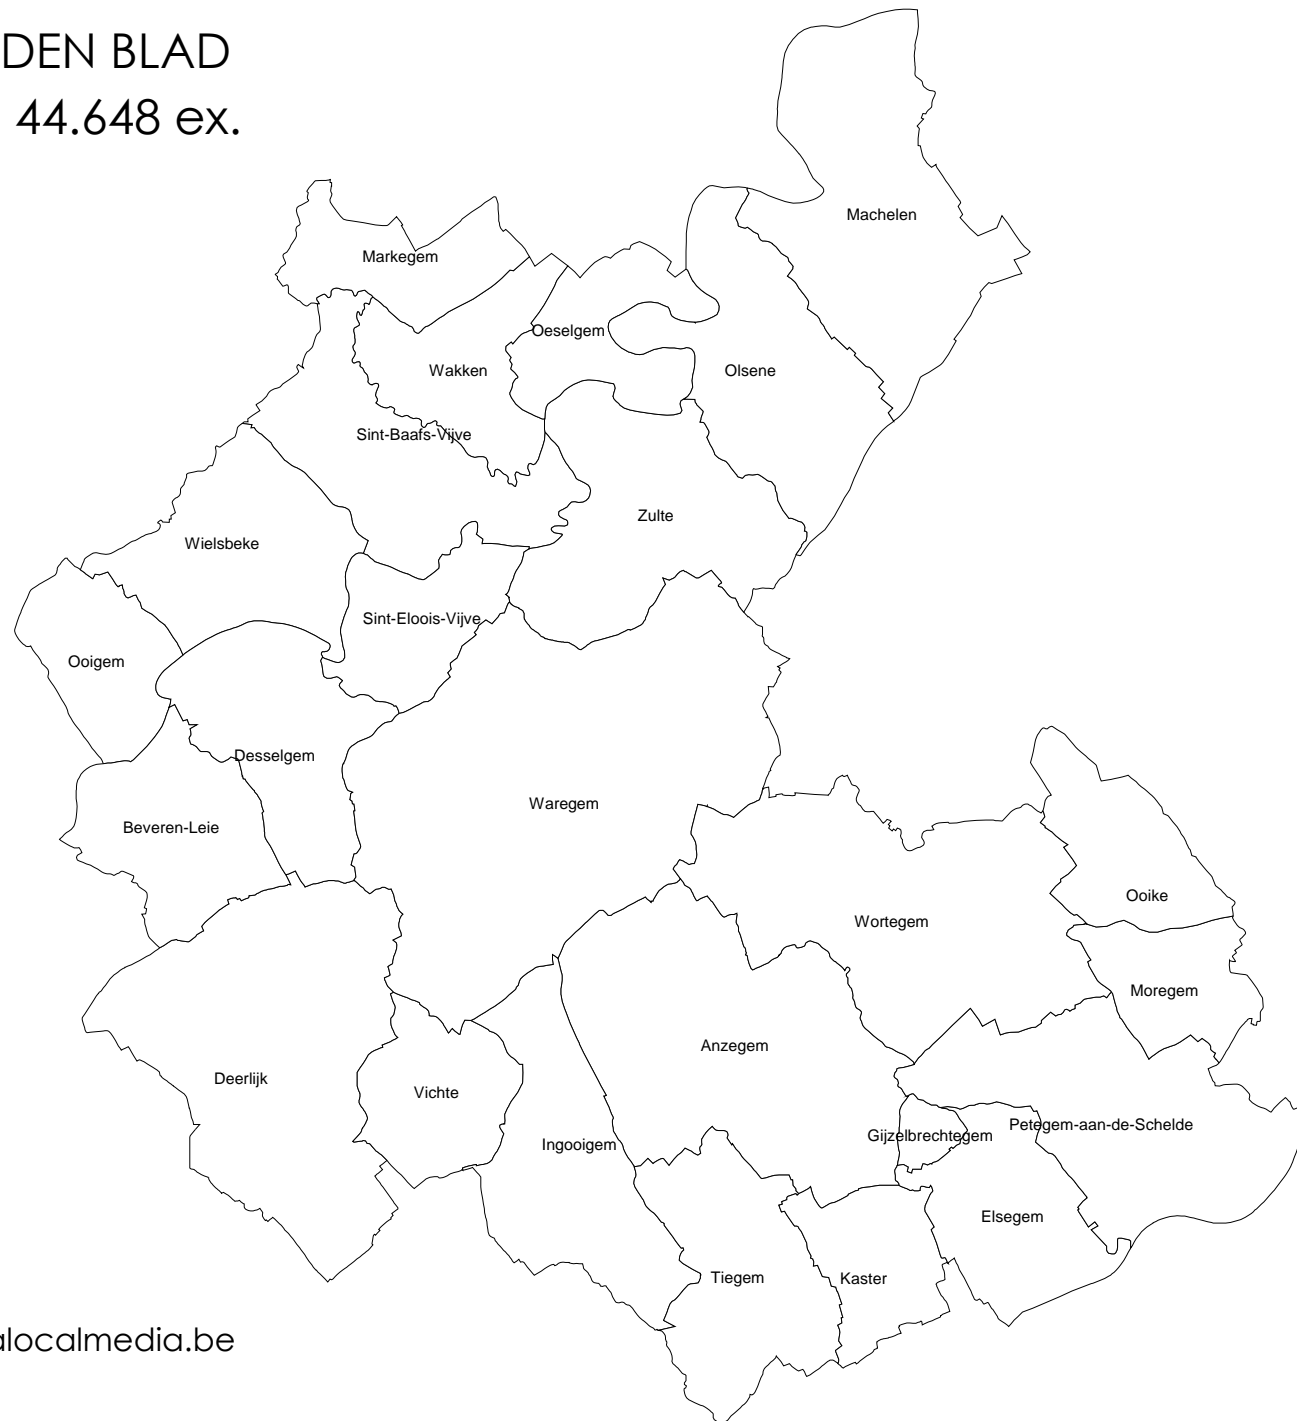 DEN BLAD
44.648 ex.
Machelen
Markegem
Oeselgem
Wakken
Olsene
Sint-Baafs-Vijve
Zulte
Wielsbeke
Sint-Eloois-Vijve
Ooigem
Desselgem
Waregem
Beveren-Leie
Ooike
Wortegem
Moregem
Anzegem
Deerlijk
Vichte
Petegem-aan-de-Schelde
Gijzelbrechtegem
Ingooigem
Elsegem
Tiegem
Kaster
alocalmedia.be